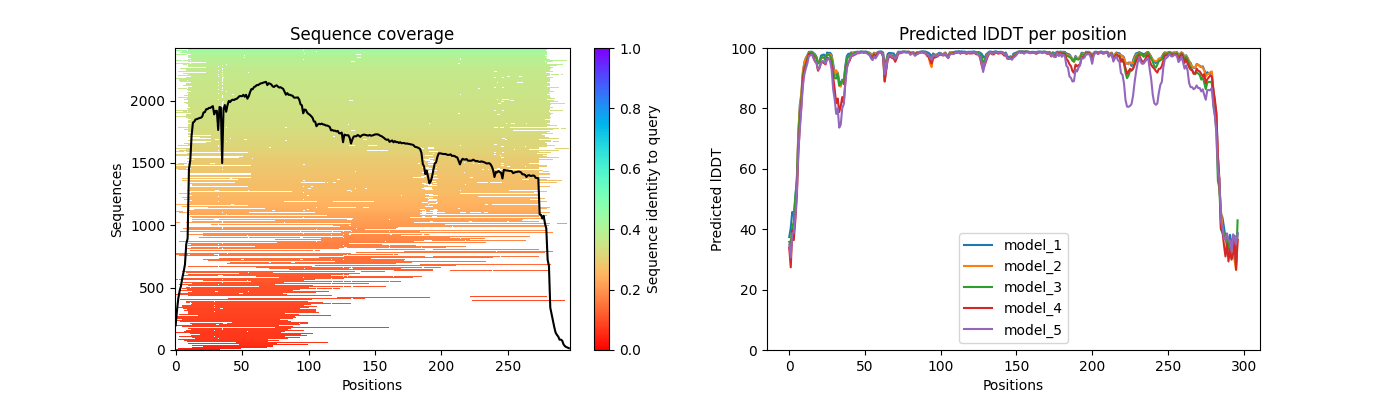 Sequence coverage
Sequences
2000
1500
1000
500
0
0 50 100 150 200 250
Positions
1.0
0.8
0.6
0.4
0.2
0.0
Sequence identity to query
Predicted lDDT per position
Predicted lDDT
100
80
60
40
20
0
model_1
model_2
model_3
model_4
model_5
0 50 100 150 200 250 300
Positions